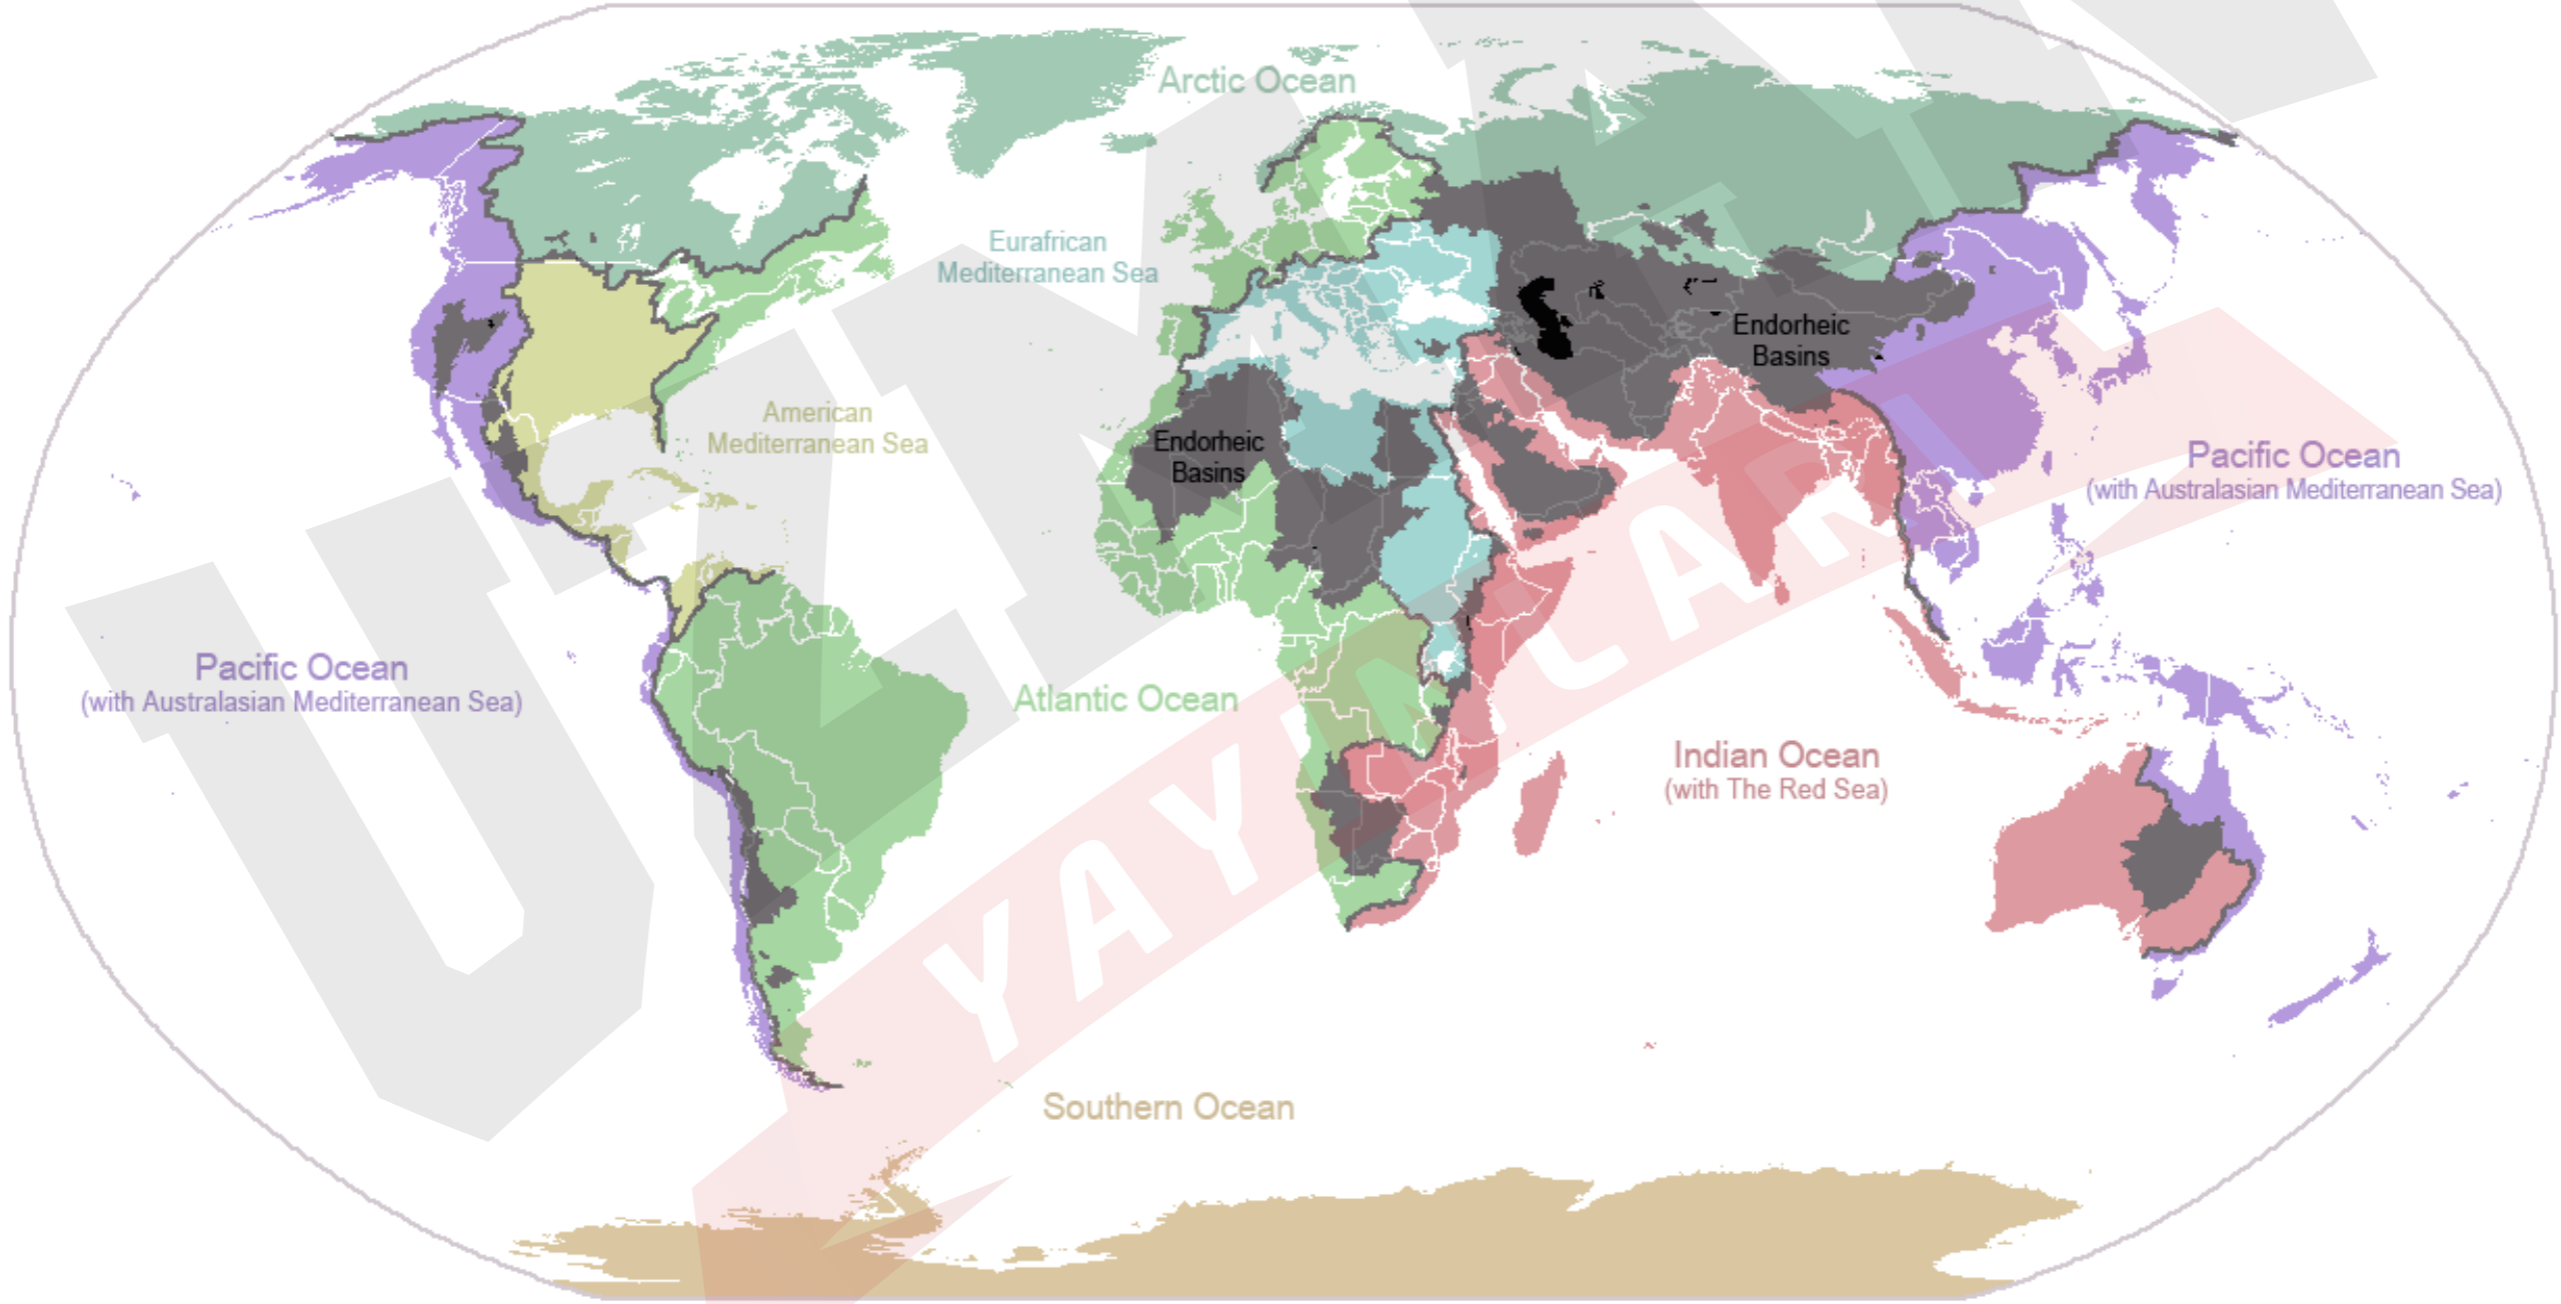 Arctic Ocean
Eurafrican
Mediterranean Sea
Endorheic
Basins
American
Mediterranean Sea
Endorheic
Basins
Pacific Ocean
(with Australasian Mediterranean Sea)
Pacific Ocean
(with Australasian Mediterranean Sea)
Atlantic Ocean
Indian Ocean
(with The Red Sea)
Southern Ocean
UZMAN
YAYINLARI